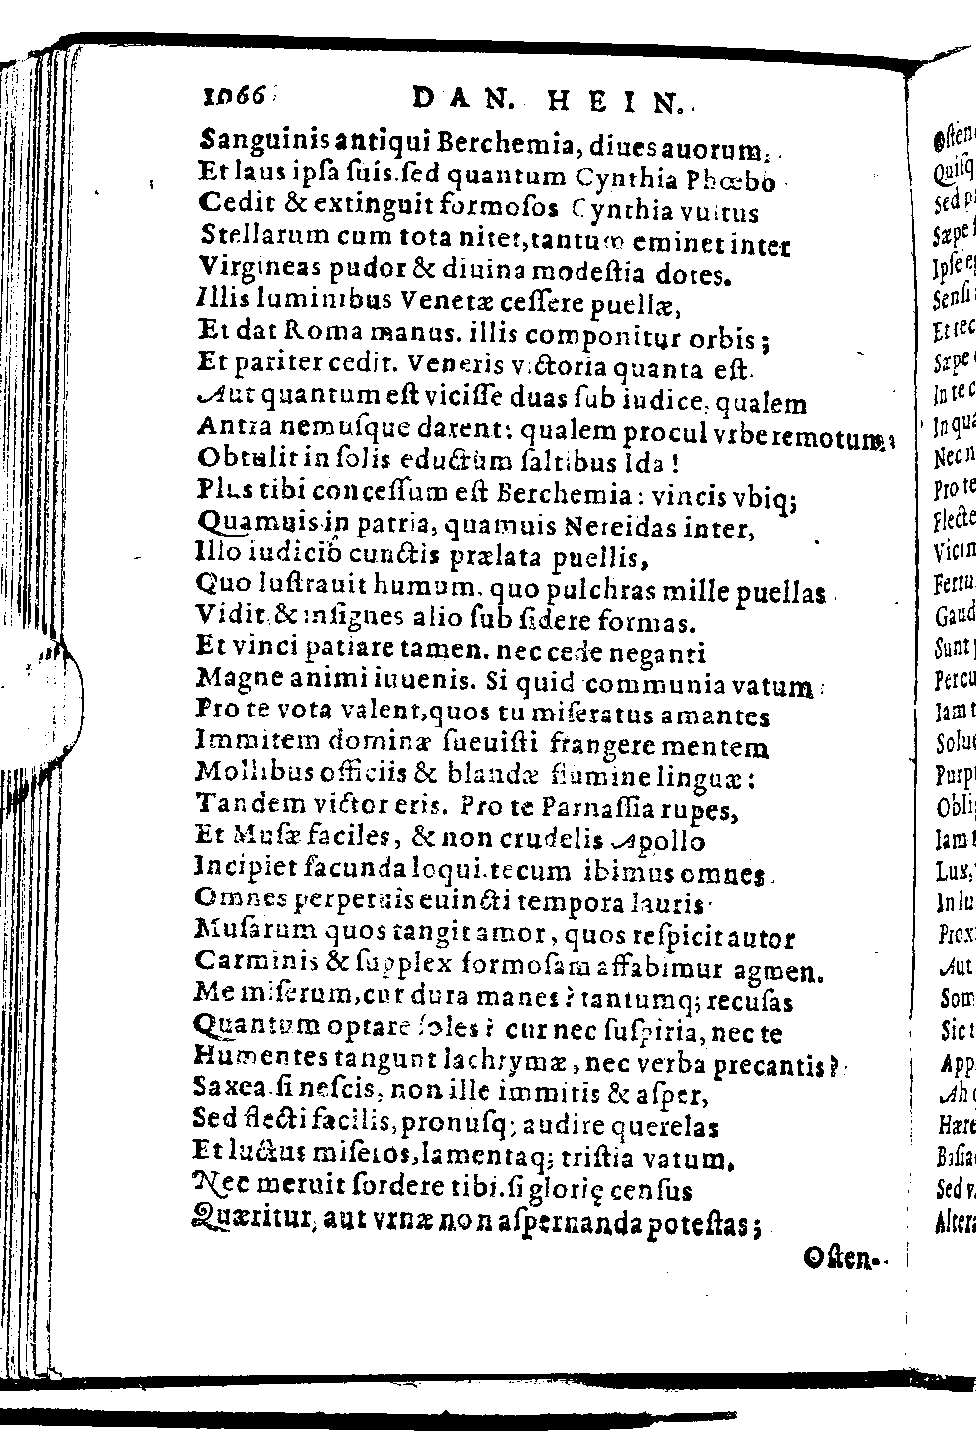 1066 DAN. HEIN.
Sanguinis antiqui Berchemia, diues auorum,
Et laus ipſa ſuis. ſed quantum Cynthia Phœbo
Cedit & extinguit formoſos Cynthia vultus
Stellarum cum tota nitet, tantum eminet inter
Virgineas pudor & diuina modeſtia dotes.
Illis luminibus Venetæ ceſſere puellæ,
Et dat Roma manus. illis componitur orbis;
Et pariter cedit. Veneris victoria quanta eſt.
Aut quantum eſt viciſſe duas ſub iudice, qualem
Antra nemuſque darent: qualem procul vrbe remotum
Obtulit in ſolis eductum ſaltibus Ida!
Plus tibi conceſſum eſt Berchemia: vincis vbiq;
Quamuis in patria, quamuis Nereidas inter,
Illo iudicio cunctis prælata puellis,
Quo luſtrauit humum, quo pulchras mille puellas
Vidit & inſignes alio ſub ſidere formas.
Et vinci patiare tamen. nec cede neganti
Magne animi iuuenis. Si quid communia vatum
Pro te vota valent, quos tu miſeratus amantes
Immitem dominæ ſueuiſti frangere mentem
Mollibus officiis & blandæ flumine linguæ:
Tandem victor eris. Pro te Parnaſſia rupes,
Et Muſæ faciles, & non crudelis Apollo
Incipiet facunda loqui. tecum ibimus omnes
Omnes perpetuis euincti tempora lauris
Muſarum quos tangit amor, quos reſpicit autor
Carminis & ſupplex formoſam affabimur agmen.
Me miſerum, cur dura manes? tantumq; recuſas
Quantum optare ſoles? cur nec ſuſpiria, nec te
Humentes tangunt lachrymæ, nec verba precantis?
Saxea ſi neſcis, non ille immitis & aſper,
Sed flecti facilis, pronuſq; audire querelas
Et luctus miſeros, lamentaq; triſtia vatum.
Nec meruit ſordere tibi. ſi glorię cenſus
Quæritur, aut vrnæ non aſpernanda poteſtas;
Oſten-
Oſten
Quiſq
Sed p
Sæpe
Ipſe e
Senſi
Et rec
Sæpe
In te c
In qua
Nec n
Pro te
Flecte
Vicin
Fertu
Gaud
Sunt
Percu
Iam t
Solue
Purp
Obli
Iam
Lux,
In lu
Prox
Aut
Som
Sic t
App
Ah
Hære
Baſia
Sed v
Altera